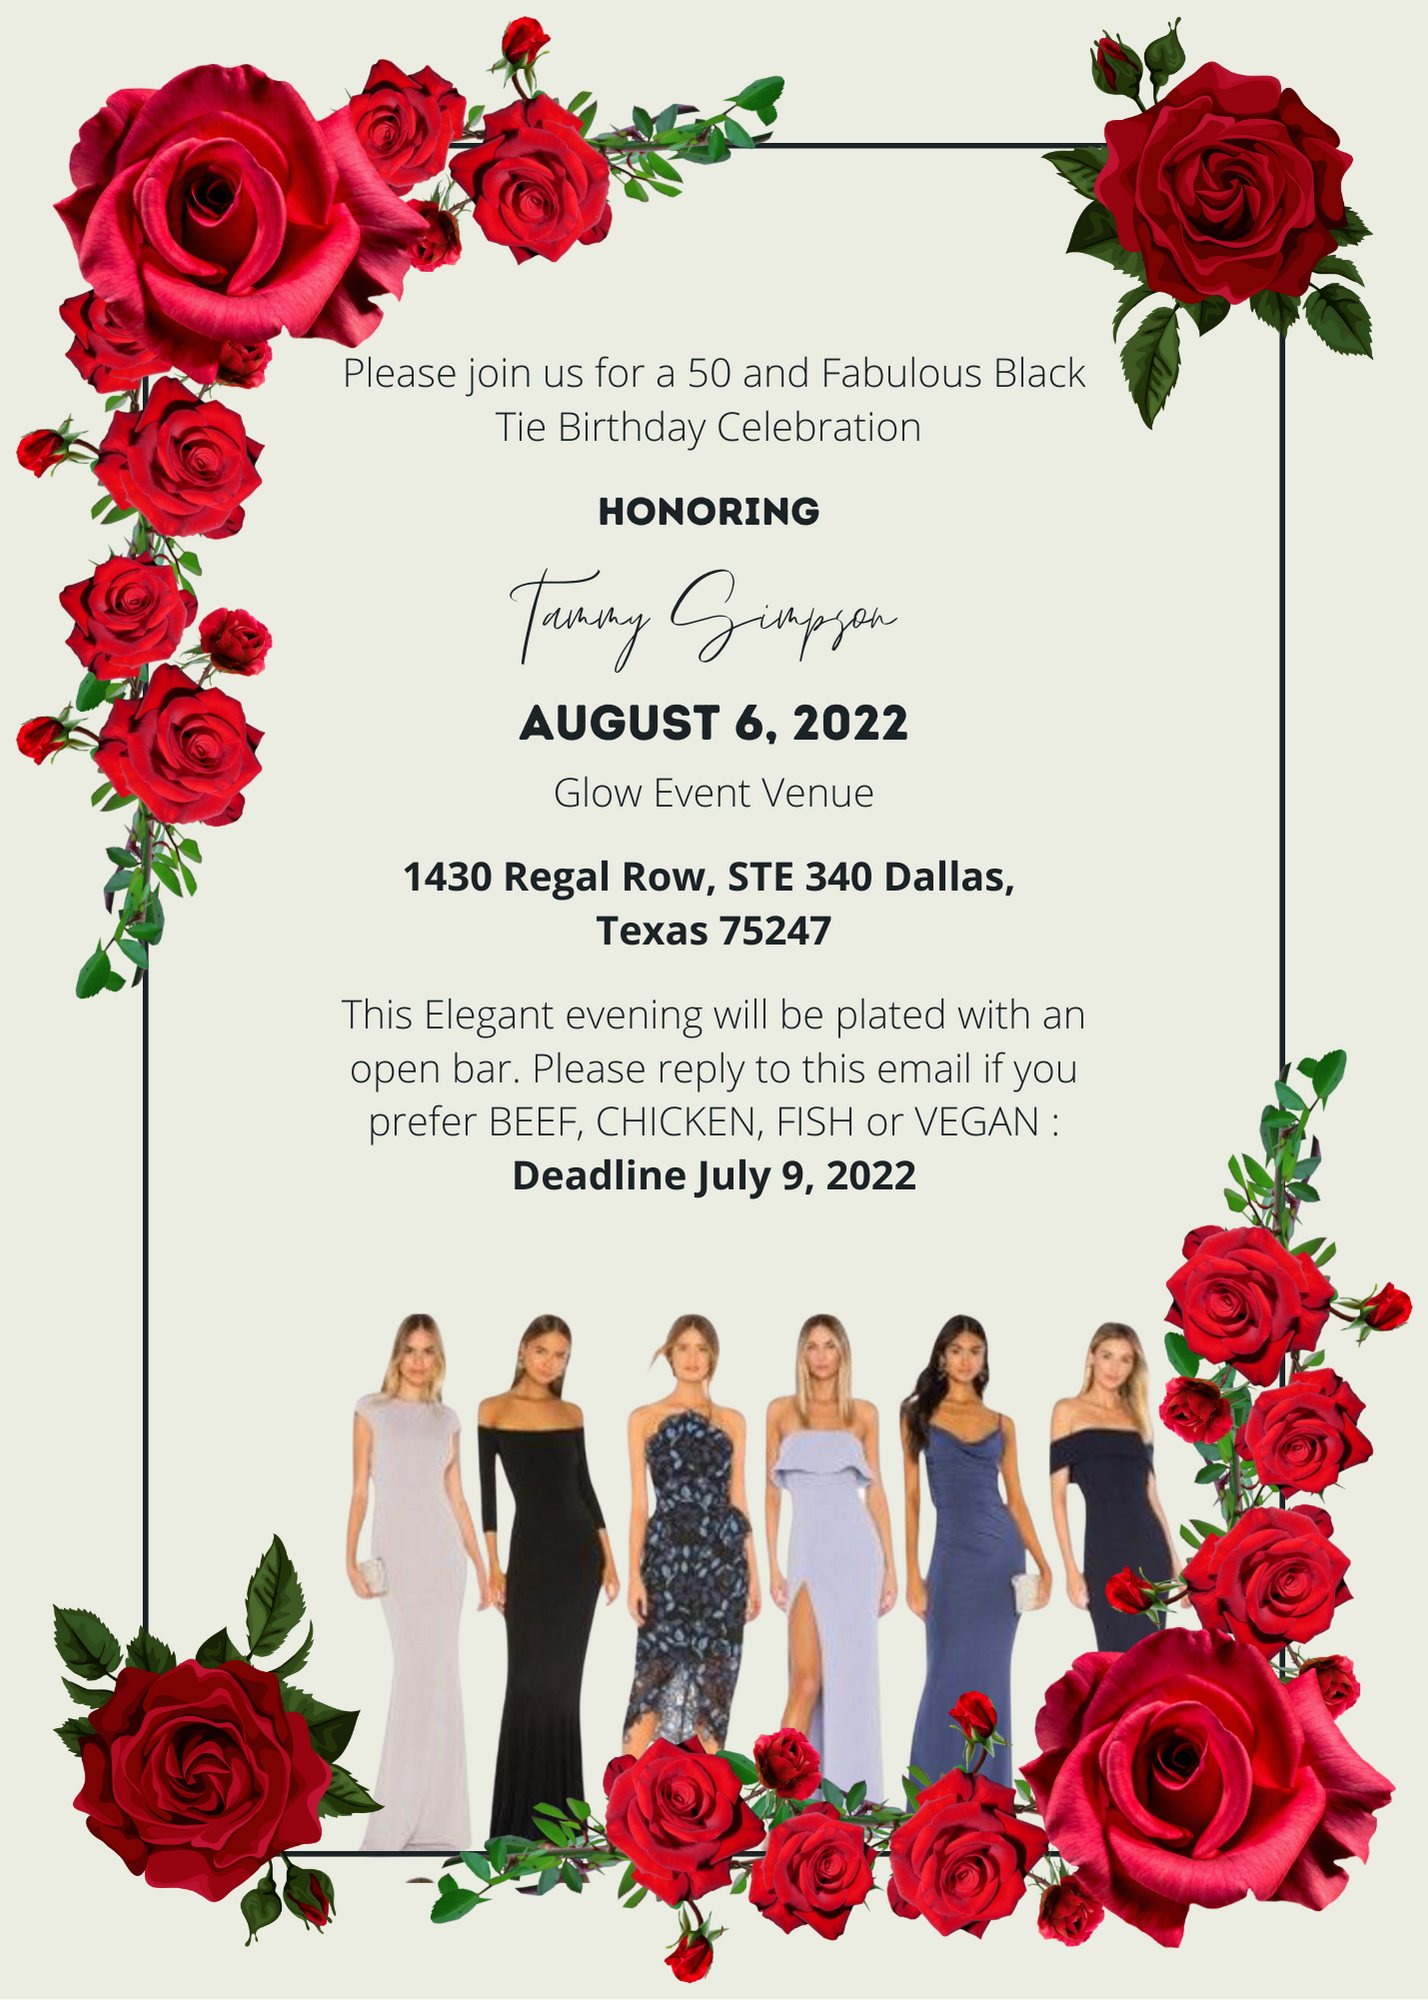 Please join us for a 50 and Fabulous Black
Tie Birthday Celebration
HONORING
Tammy Simpson
AUGUST 6, 2022
Glow Event Venue
1430 Regal Row, STE 340 Dallas,
Texas 75247
This Elegant evening will be plated with an
open bar. Please reply to this email if you
prefer BEEF, CHICKEN, FISH or VEGAN :
Deadline July 9, 2022